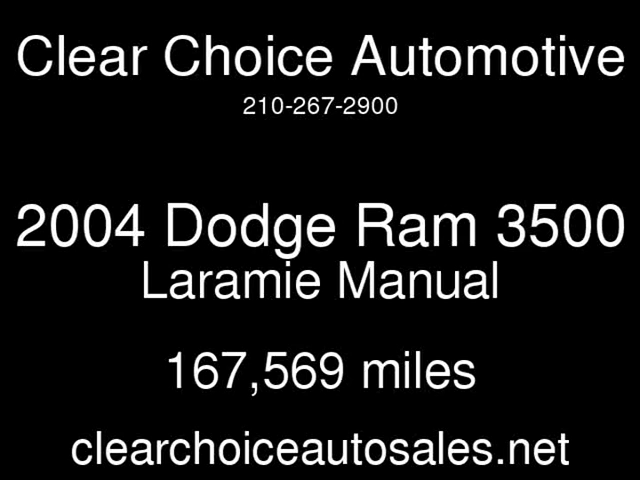 Clear Choice Automotive
210-267-2900
2004 Dodge Ram 3500
Laramie Manual
167,569 miles
clearchoiceautosales.net